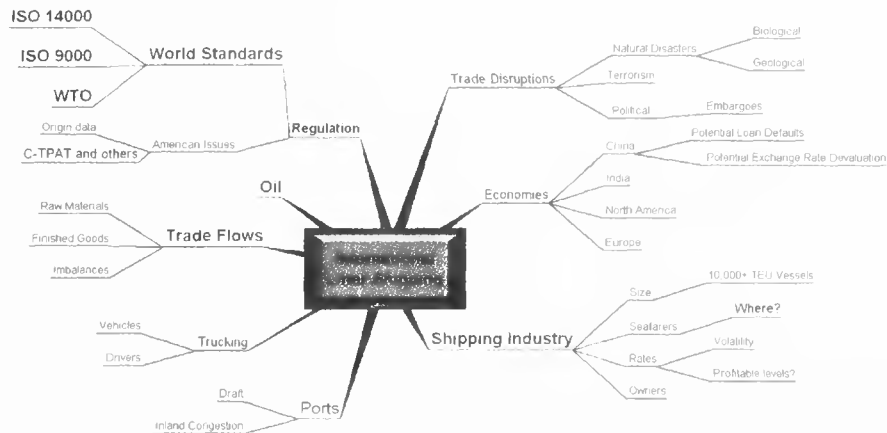 ISO 14000
ISO 9000
WTO
World Standards
Origin data
C-TPAT and others
American Issues
Regulation
Oil
Raw Materials
Finished Goods
Imbalances
Trade Flows
Vehicles
Drivers
Trucking
Draft
Inland Congestion
Ports
Trade Disruptions
Natural Disasters
Biological
Geological
Terrorism
Political
Embargoes
Economies
China
Potential Loan Defaults
Potential Exchange Rate Devaluation
India
North America
Europe
Shipping Industry
Size
10,000+ TEU Vessels
Seafarers
Where?
Rates
Volatility
Profitable levels?
Owners